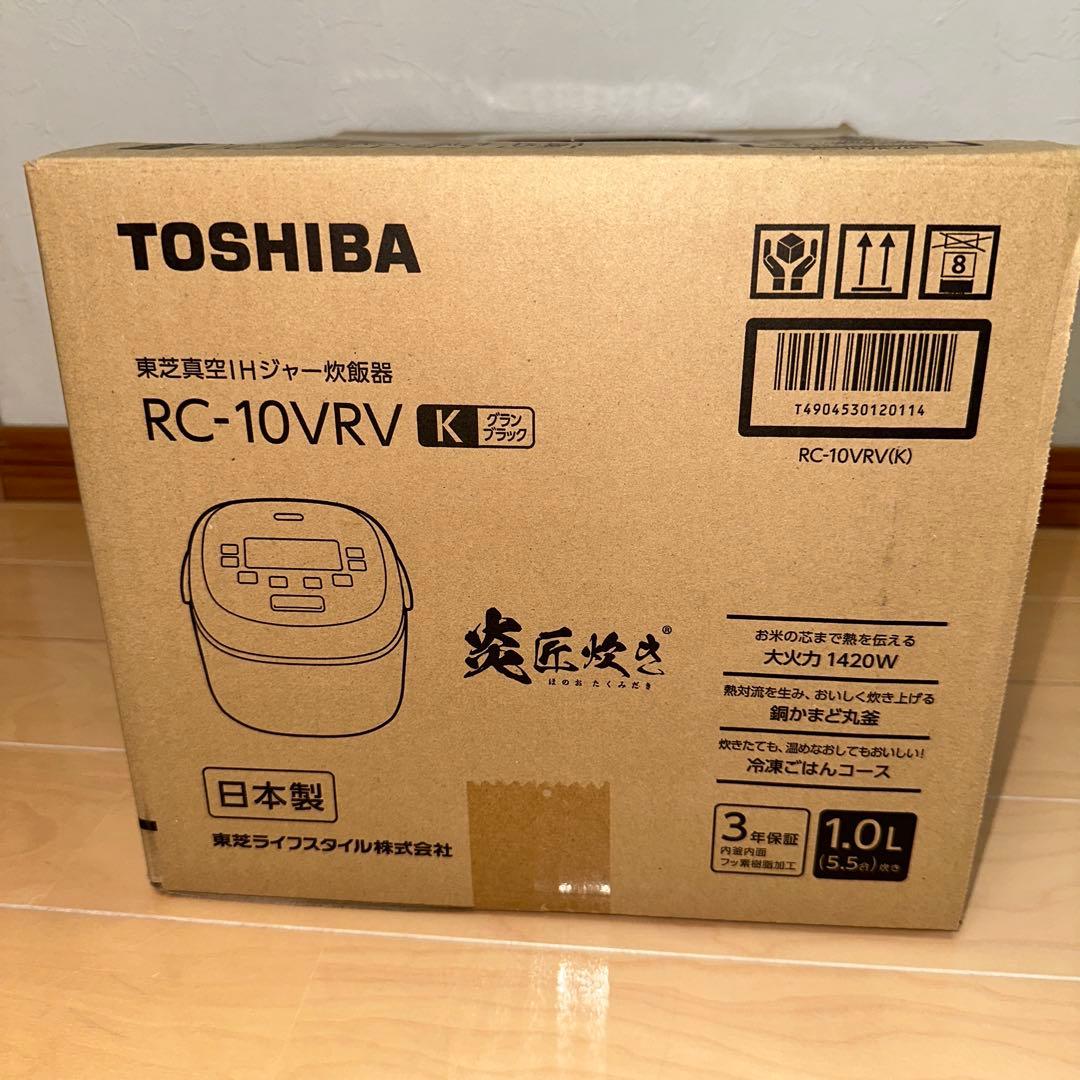 TOSHIBA
8
T4904530120114
RC-10VRV(K)
東芝真空IHジャー炊飯器
RC-10VRV K グラン
ブラック
炎匠炊き®
ほのおたくみだき
お米の芯まで熱を伝える
大火力 1420W
熱対流を生み、おいしく炊き上げる
銅かまど丸釜
炊きたても、温めなおしてもおいしい!
冷凍ごはんコース
日本製
東芝ライフスタイル株式会社
3年保証
内釜内面
フッ素樹脂加工
1.0L
(5.5合)炊き